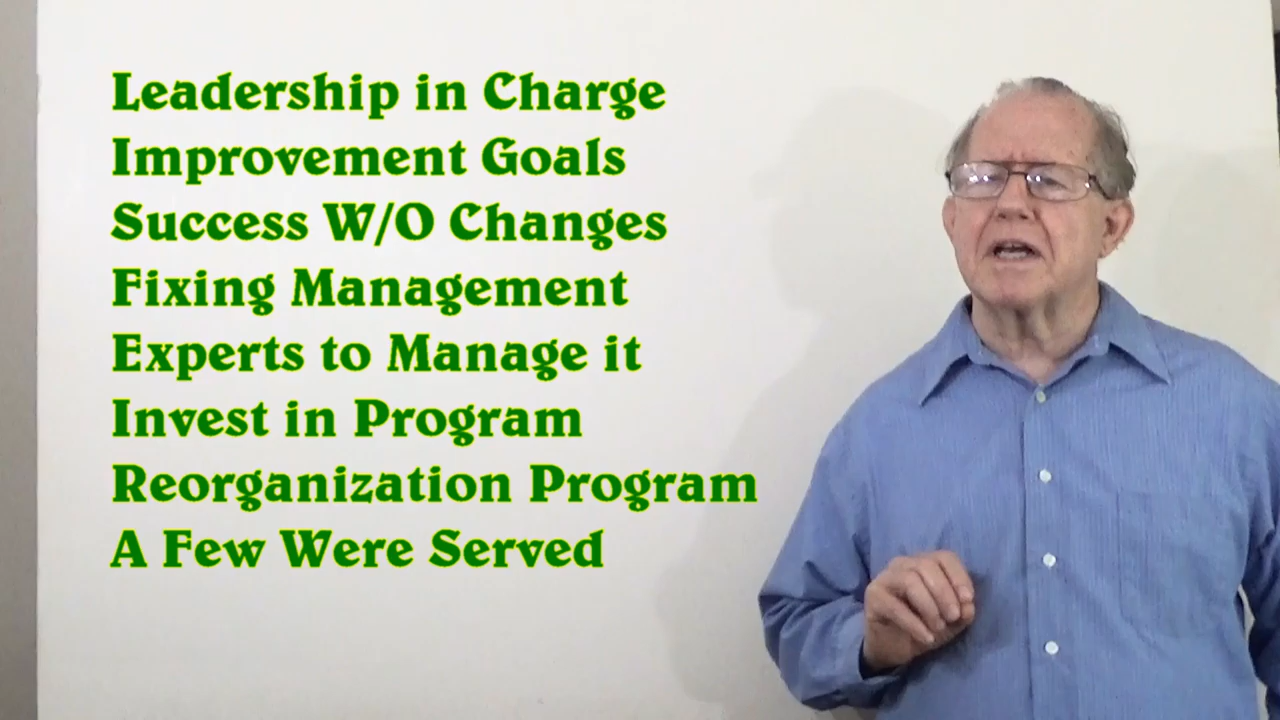 Leadership in Charge
Improvement Goals
Success W/O Changes
Fixing Management
Experts to Manage it
Invest in Program
Reorganization Program
A Few Were Served